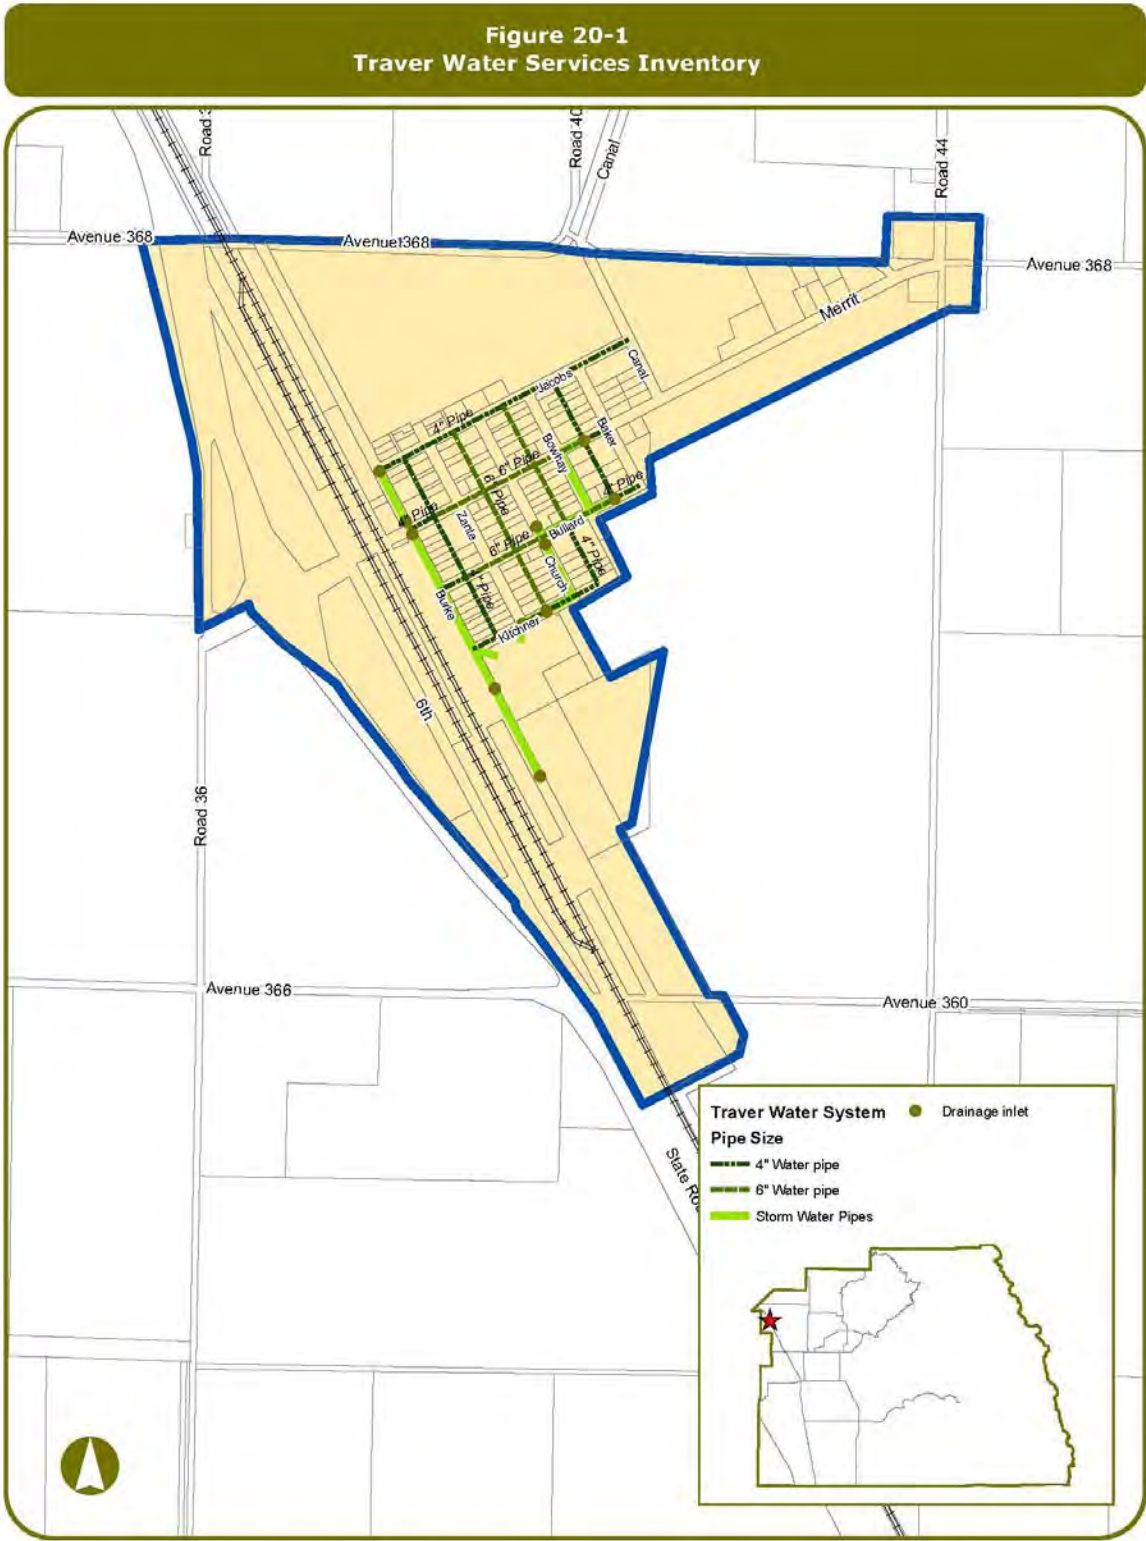 Figure 20-1
Traver Water Services Inventory
Road 40
Canal
Road 44
Avenue 368
Avenue 368
Avenue 368
Merrit
Canal
Jacobs
4" Pipe
Baker
Bowhay
6" Pipe
6" Pipe
4" Pipe
4" Pipe
Zante
Bullard
6" Pipe
4" Pipe
Church
Pipe
Burke
Kitchner
6th
Road 36
Avenue 366
Avenue 360
State
Traver Water System
Drainage inlet
Pipe Size
4" Water pipe
6" Water pipe
Storm Water Pipes